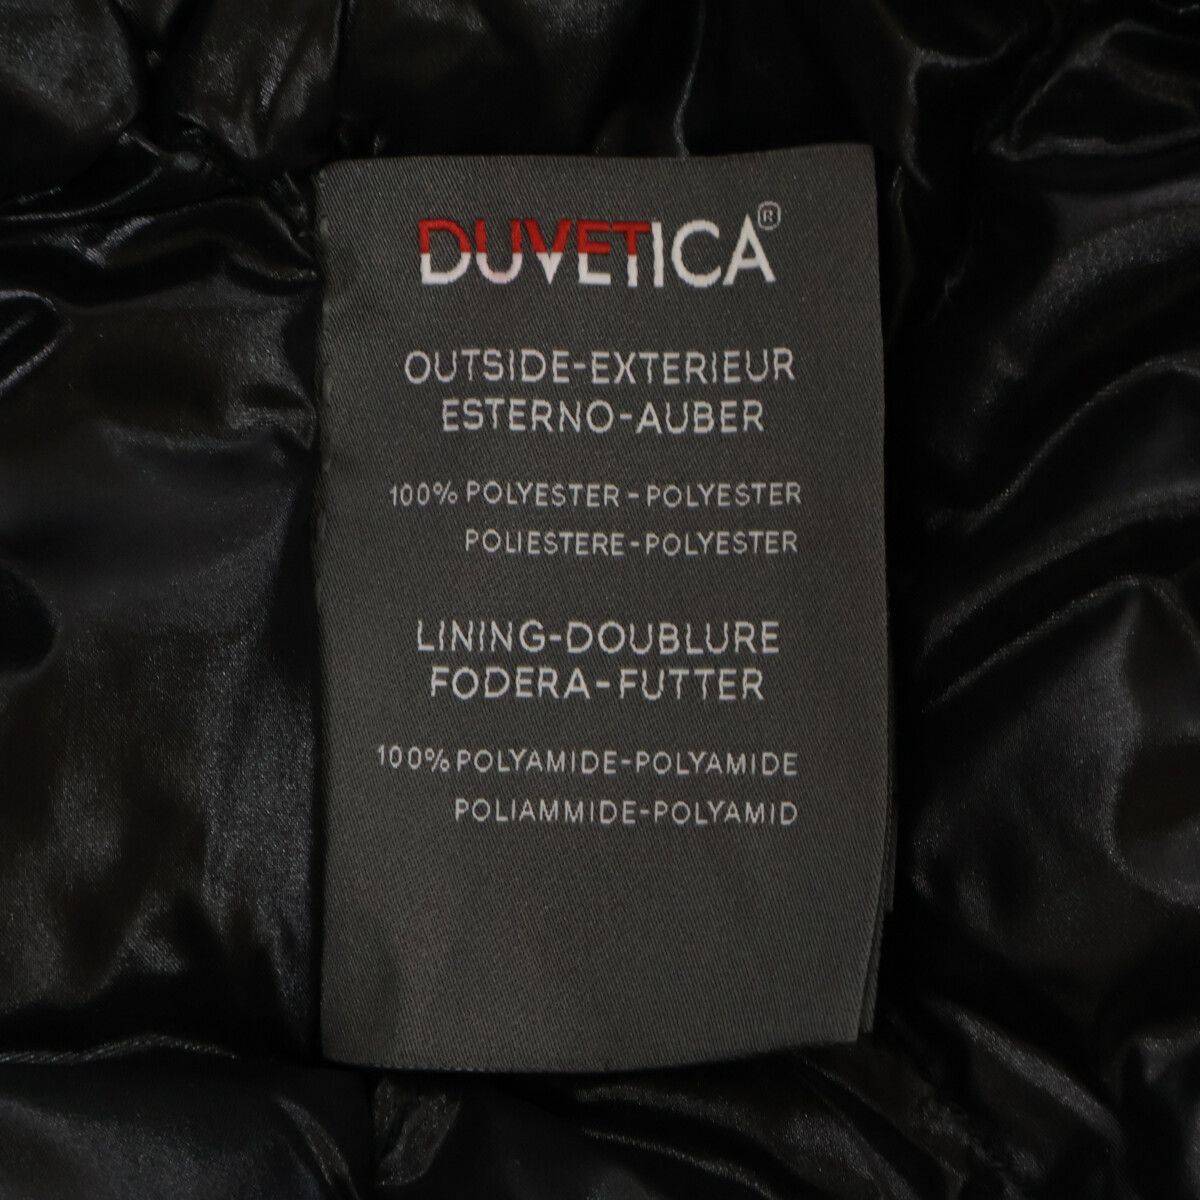 DUVETICA®
OUTSIDE-EXTERIEUR
ESTERNO-AUBER
100% POLYESTER-POLYESTER
POLIESTERE-POLYESTER
LINING-DOUBLURE
FODERA-FUTTER
100% POLYAMIDE-POLYAMIDE
POLIAMMIDE-POLYAMID